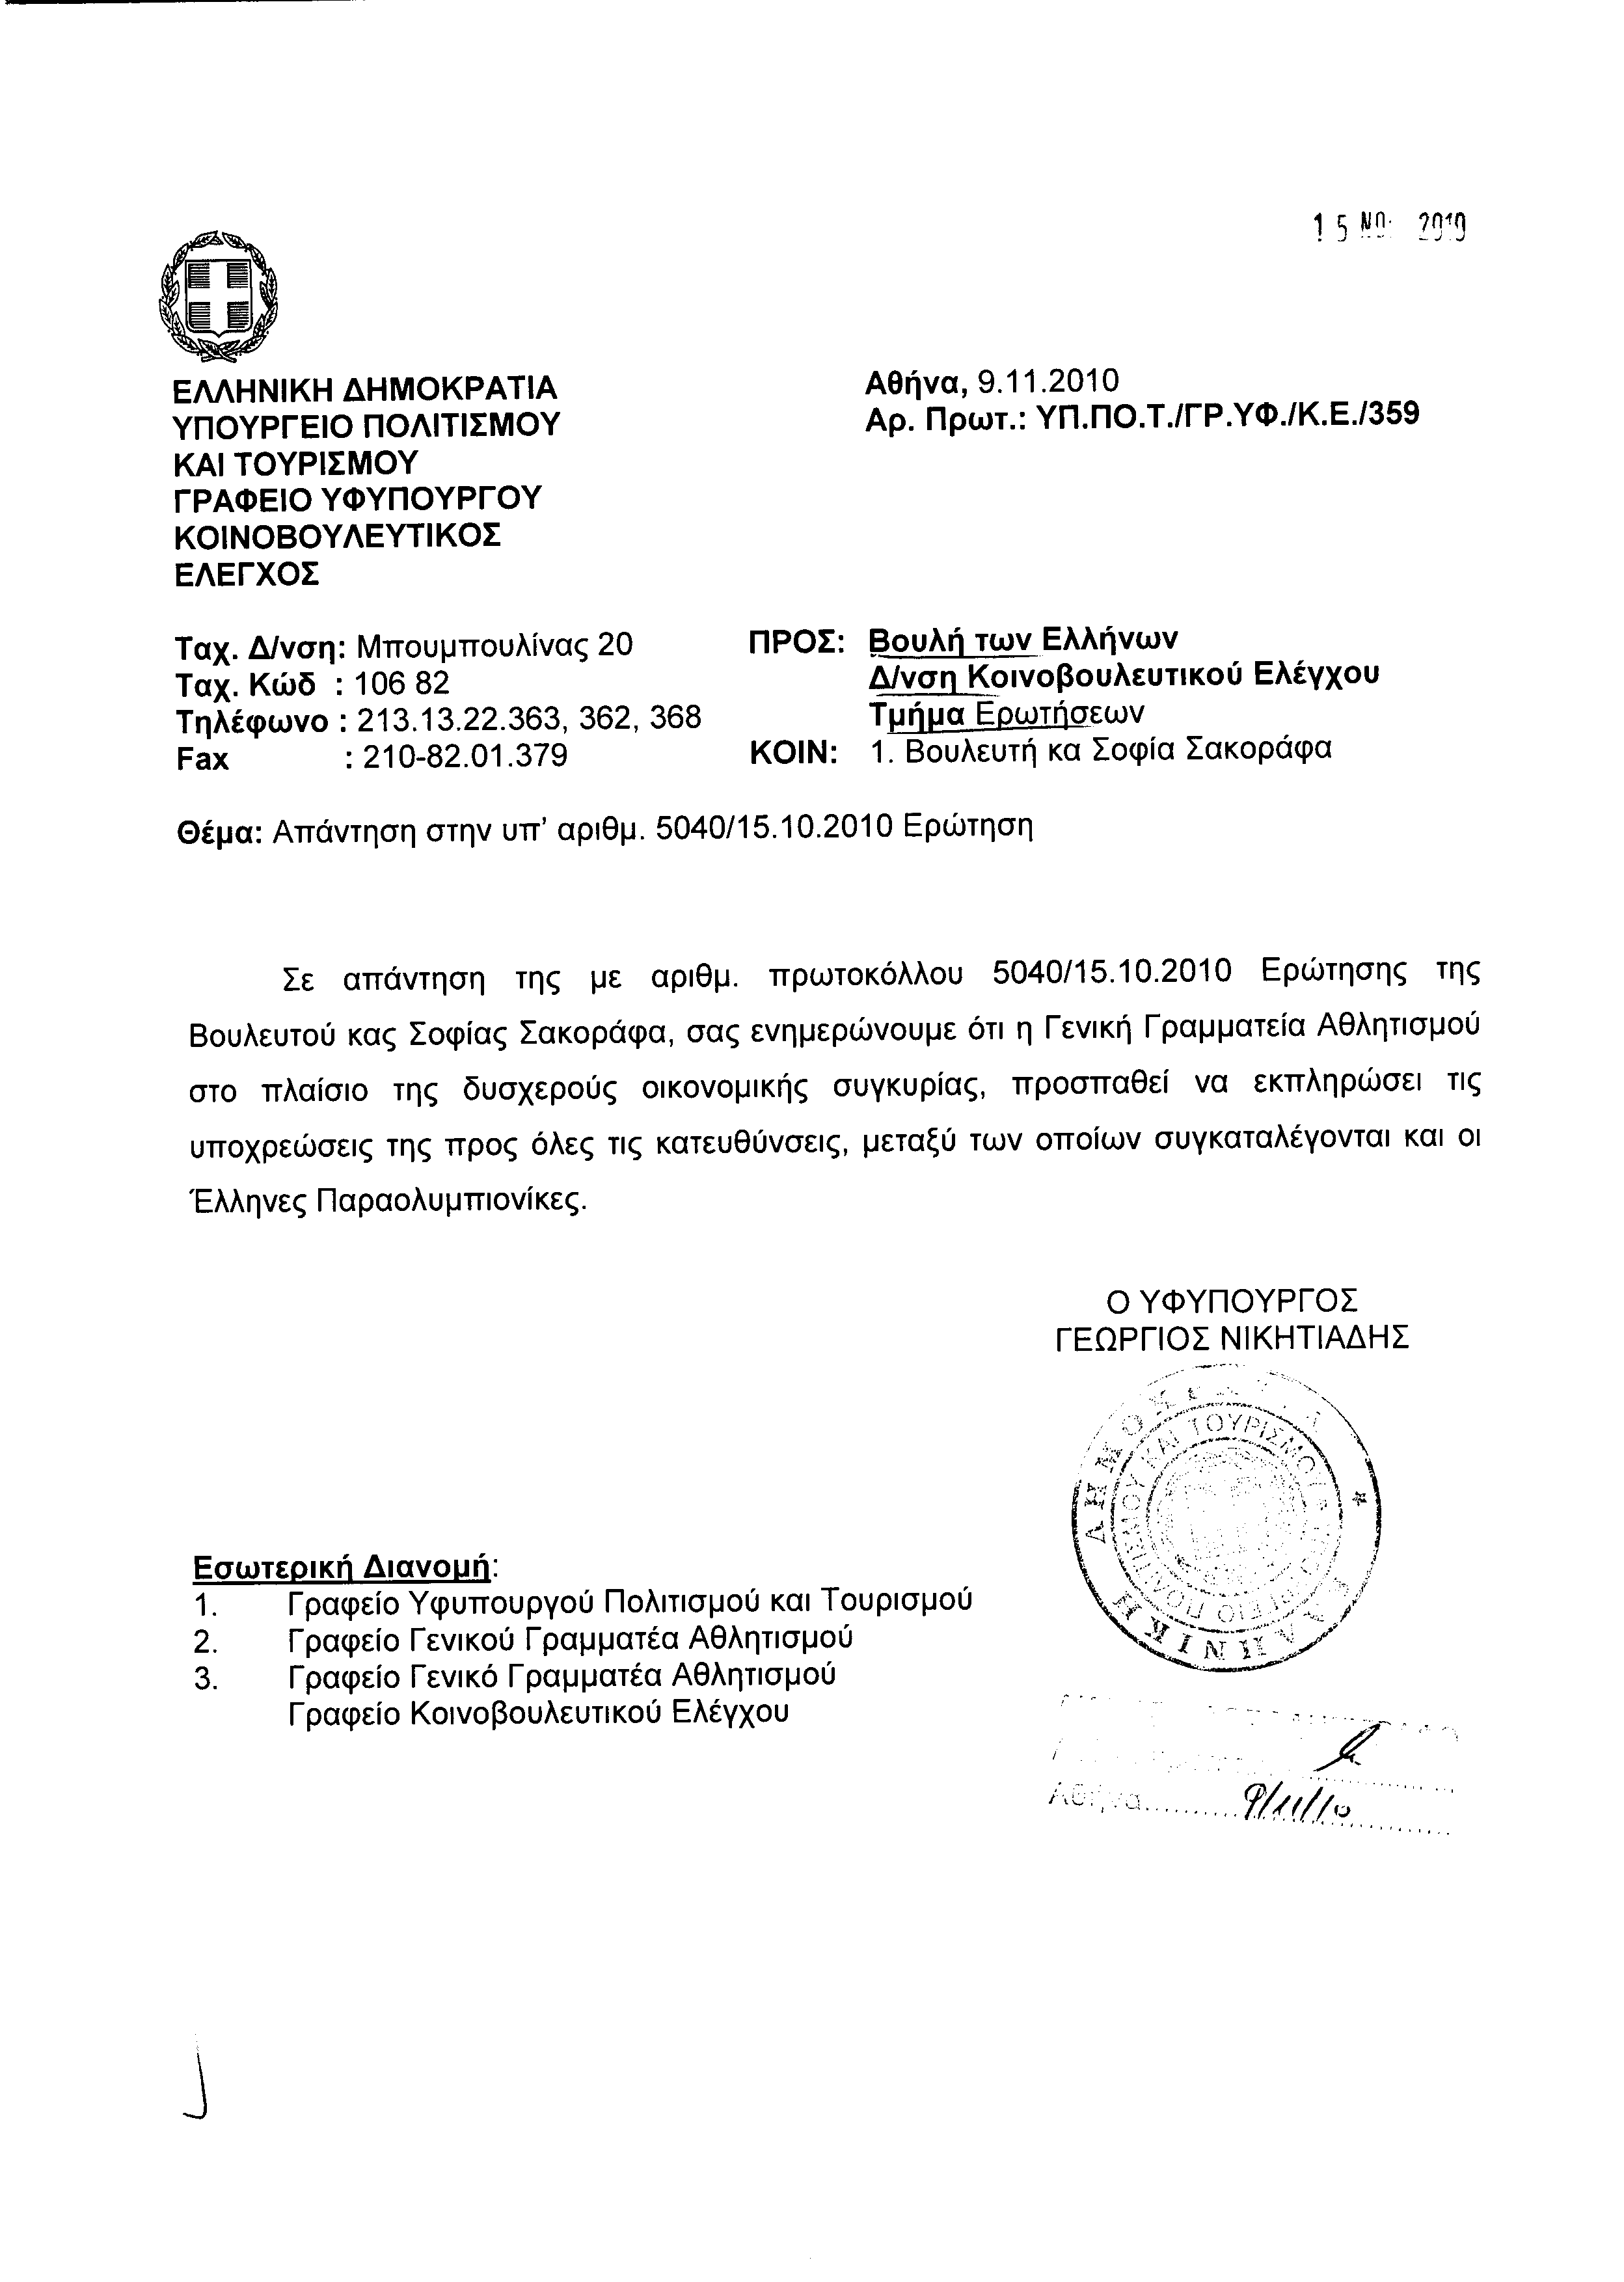 15 ΝΟ 2010
ΕΛΛΗΝΙΚΗ ΔΗΜΟΚΡΑΤΙΑ
ΥΠΟΥΡΓΕΙΟ ΠΟΛΙΤΙΣΜΟΥ
ΚΑΙ ΤΟΥΡΙΣΜΟΥ
ΓΡΑΦΕΙΟ ΥΦΥΠΟΥΡΓΟΥ
ΚΟΙΝΟΒΟΥΛΕΥΤΙΚΟΣ
ΕΛΕΓΧΟΣ
Αθήνα, 9.11.2010
Αρ. Πρωτ.: ΥΠ.ΠΟ.Τ./ΓΡ.ΥΦ./Κ.Ε./359
Ταχ. Δ/νση: Μπουμπουλίνας 20
Ταχ. Κώδ : 106 82
Τηλέφωνο : 213.13.22.363, 362, 368
Fax : 210-82.01.379
ΠΡΟΣ: Βουλή των Ελλήνων
Δ/νση Κοινοβουλευτικού Ελέγχου
Τμήμα Ερωτήσεων
ΚΟΙΝ: 1. Βουλευτή κα Σοφία Σακοράφα
Θέμα: Απάντηση στην υπ’ αριθμ. 5040/15.10.2010 Ερώτηση
Σε απάντηση της με αριθμ. πρωτοκόλλου 5040/15.10.2010 Ερώτησης της
Βουλευτού κας Σοφίας Σακοράφα, σας ενημερώνουμε ότι η Γενική Γραμματεία Αθλητισμού
στο πλαίσιο της δυσχερούς οικονομικής συγκυρίας, προσπαθεί να εκπληρώσει τις
υποχρεώσεις της προς όλες τις κατευθύνσεις, μεταξύ των οποίων συγκαταλέγονται και οι
Έλληνες Παραολυμπιονίκες.
Ο ΥΦΥΠΟΥΡΓΟΣ
ΓΕΩΡΓΙΟΣ ΝΙΚΗΤΙΑΔΗΣ
ΕΛΛΗΝΙΚΗ ΔΗΜΟΚΡΑΤΙΑ
ΥΠΟΥΡΓΕΙΟ ΠΟΛΙΤΙΣΜΟΥ ΚΑΙ ΤΟΥΡΙΣΜΟΥ
Εσωτερική Διανομή:
1. Γραφείο Υφυπουργού Πολιτισμού και Τουρισμού
2. Γραφείο Γενικού Γραμματέα Αθλητισμού
3. Γραφείο Γενικό Γραμματέα Αθλητισμού
Γραφείο Κοινοβουλευτικού Ελέγχου
Αθήνα 9/11/10